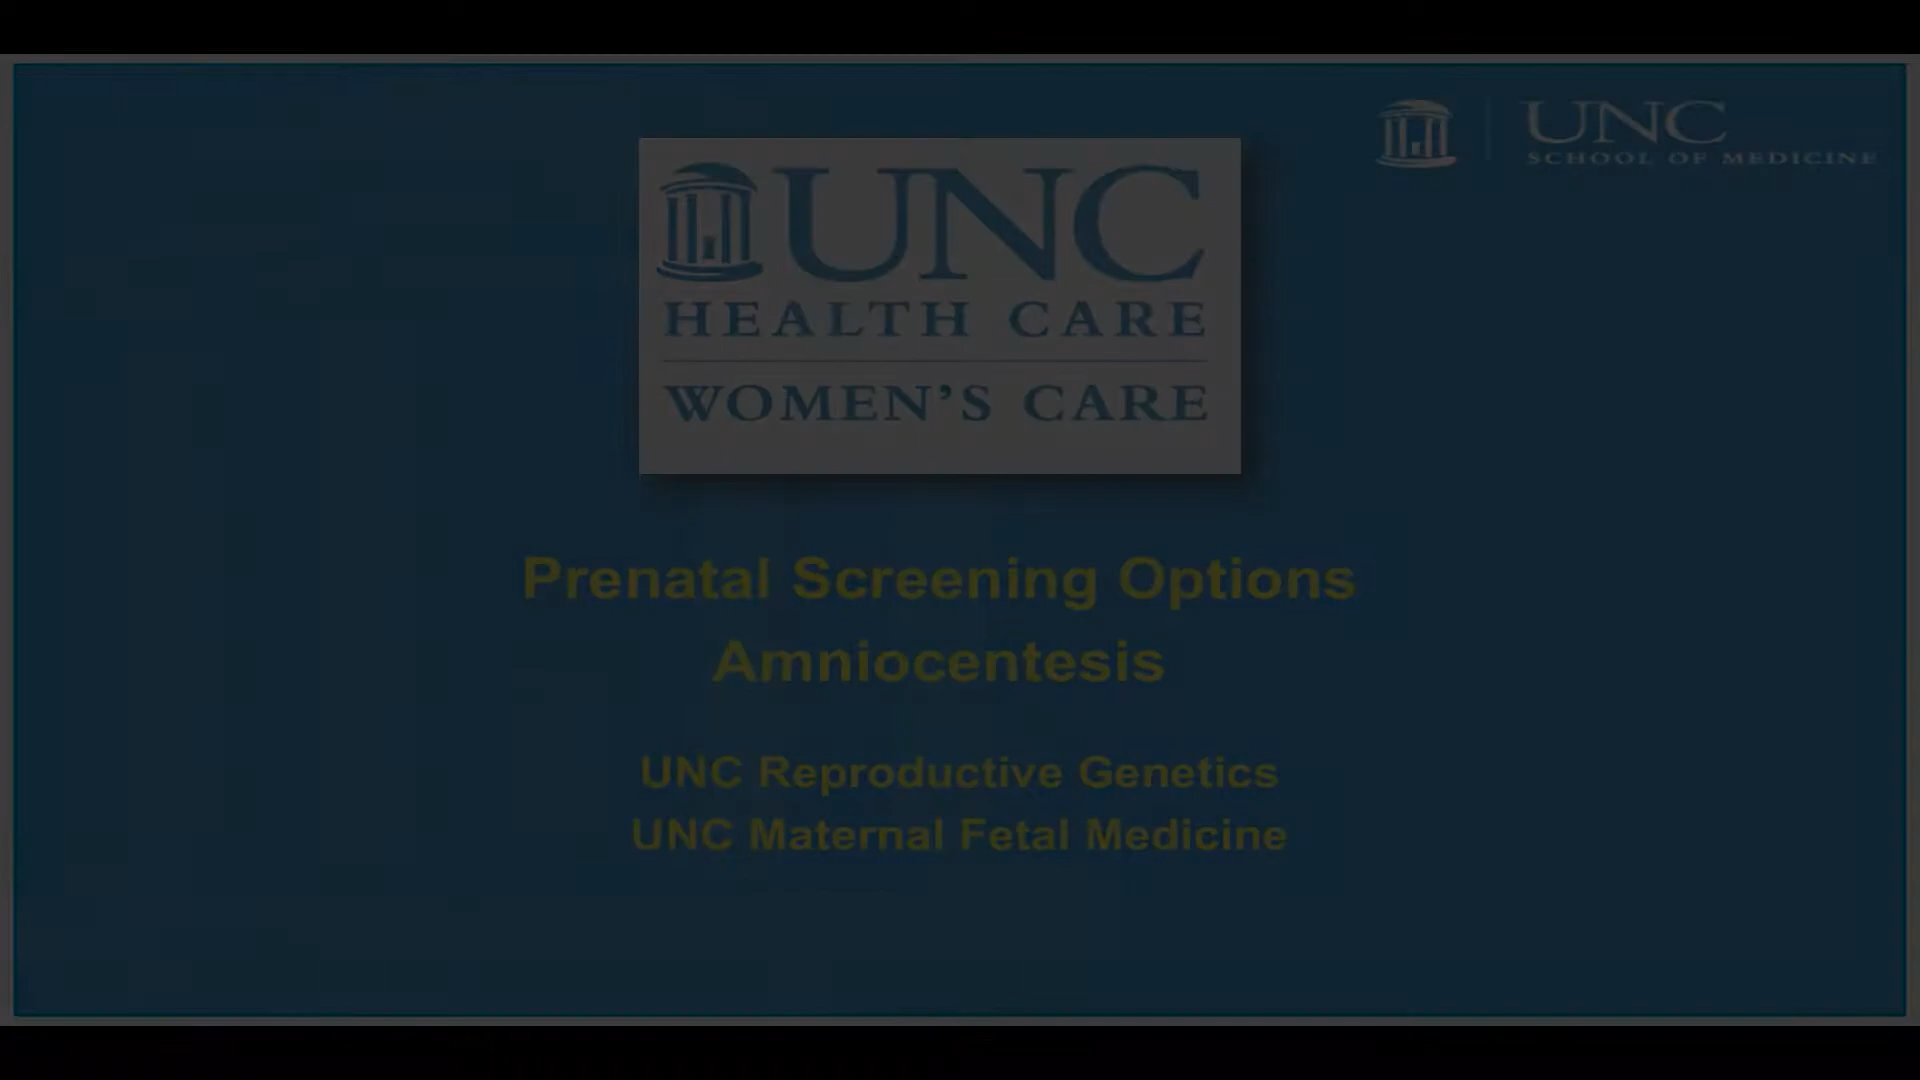 UNC
SCHOOL OF MEDICINE
UNC
HEALTH CARE
WOMEN’S CARE
Prenatal Screening Options
Amniocentesis
UNC Reproductive Genetics
UNC Maternal Fetal Medicine